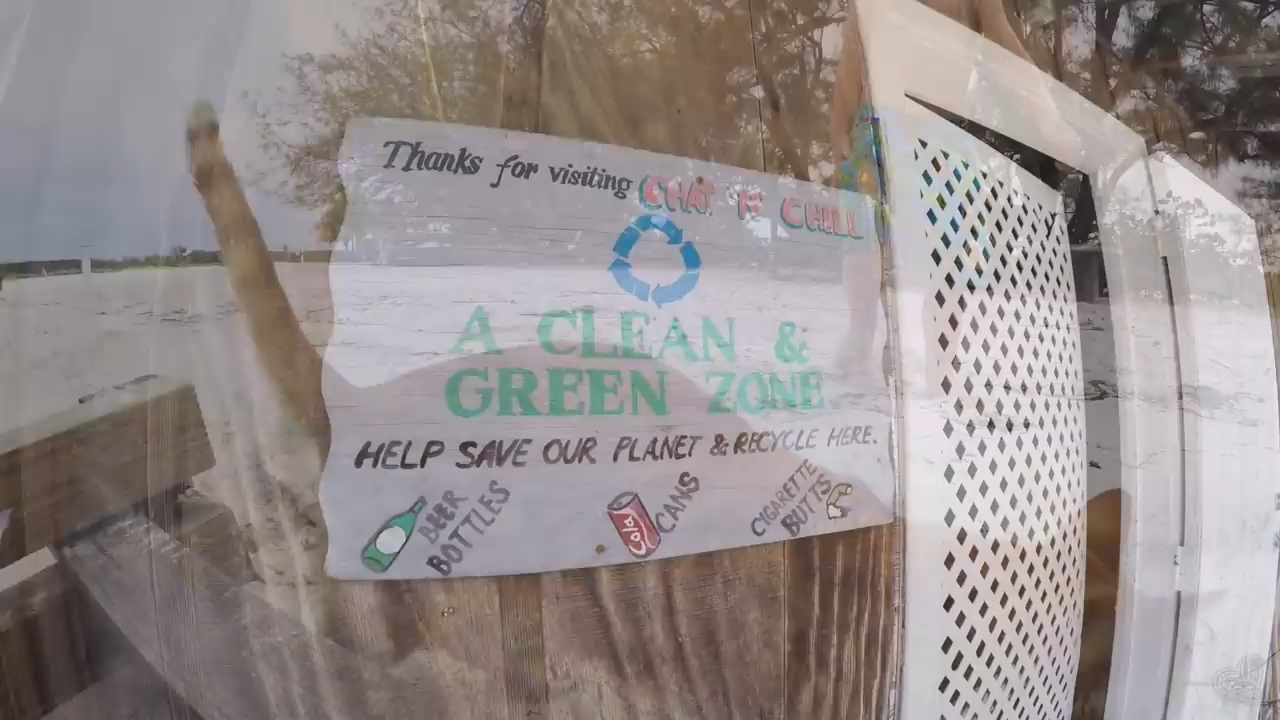 Thanks for visiting CHAT 'N' CHILL
A CLEAN &
GREEN ZONE
HELP SAVE OUR PLANET & RECYCLE HERE.
BEER
BOTTLES
Cola
CANS
CIGARETTE
BUTTS